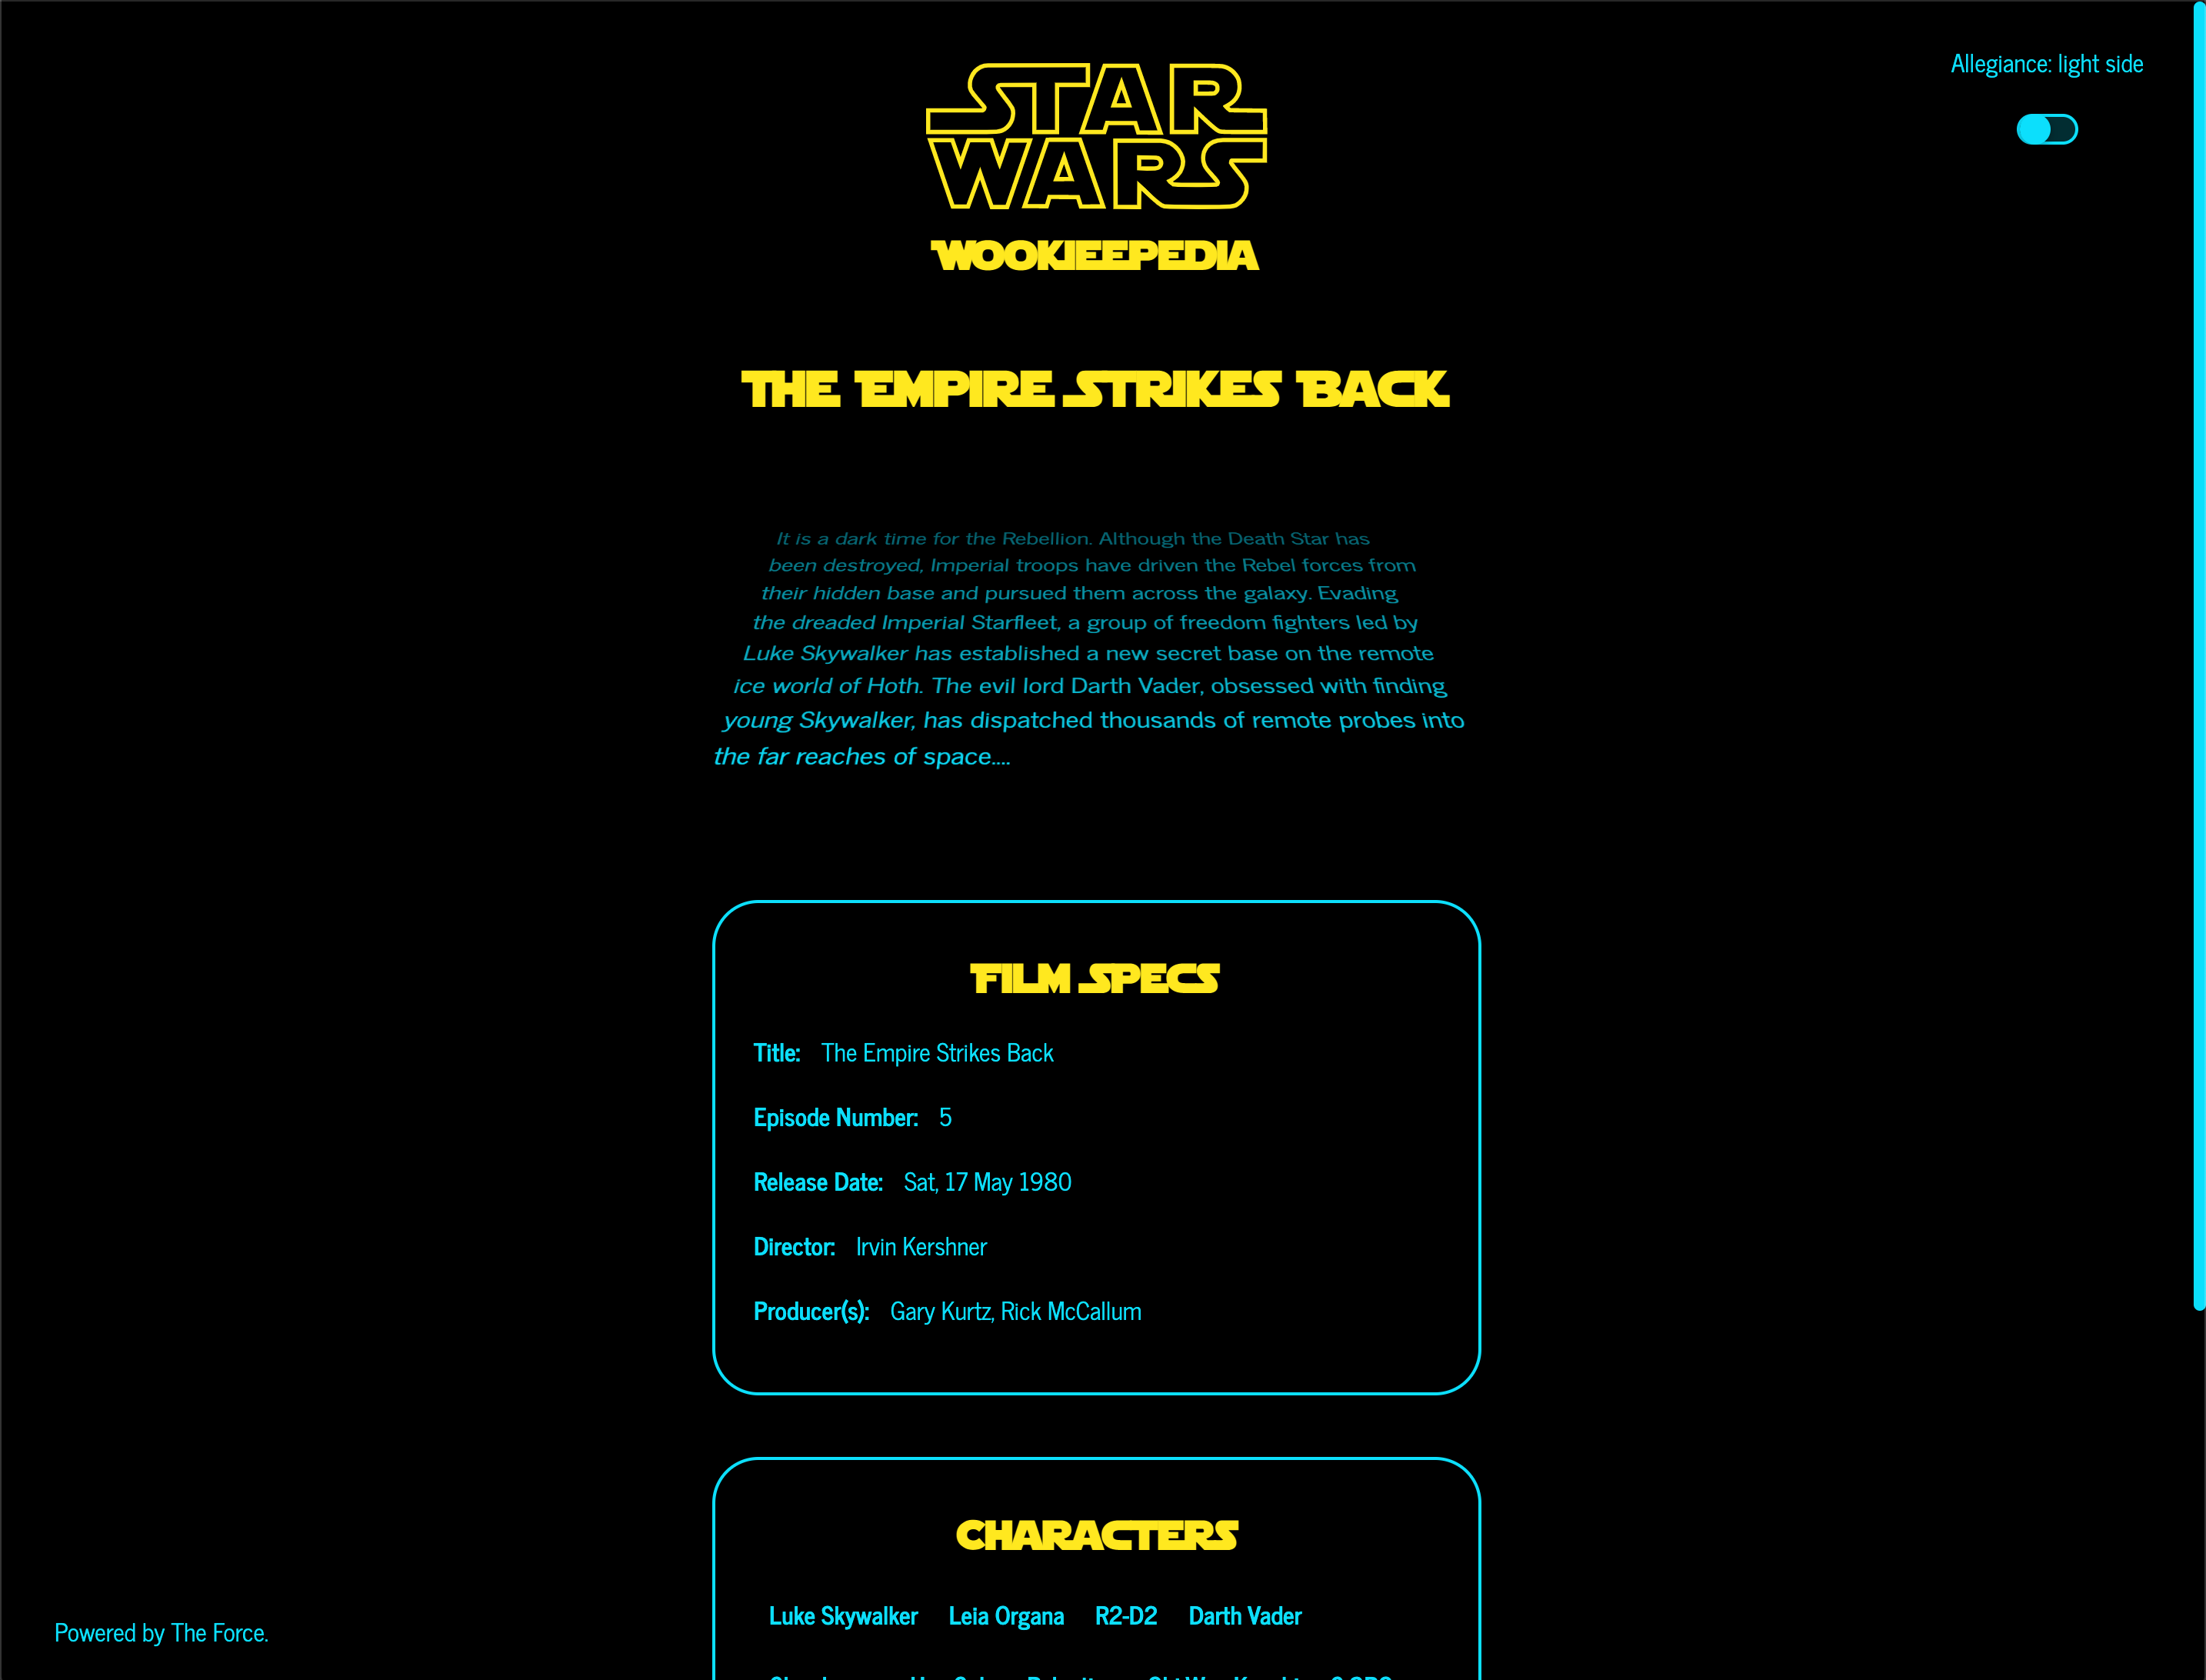 STAR
WARS
WOOKIEEPEDIA
Allegiance: light side
THE EMPIRE STRIKES BACK
It is a dark time for the Rebellion. Although the Death Star has
been destroyed, Imperial troops have driven the Rebel forces from
their hidden base and pursued them across the galaxy. Evading
the dreaded Imperial Starfleet, a group of freedom fighters led by
Luke Skywalker has established a new secret base on the remote
ice world of Hoth. The evil lord Darth Vader, obsessed with finding
young Skywalker, has dispatched thousands of remote probes into
the far reaches of space....
FILM SPECS
Title: The Empire Strikes Back
Episode Number: 5
Release Date: Sat, 17 May 1980
Director: Irvin Kershner
Producer(s): Gary Kurtz, Rick McCallum
CHARACTERS
Luke Skywalker Leia Organa R2-D2 Darth Vader
Powered by The Force.